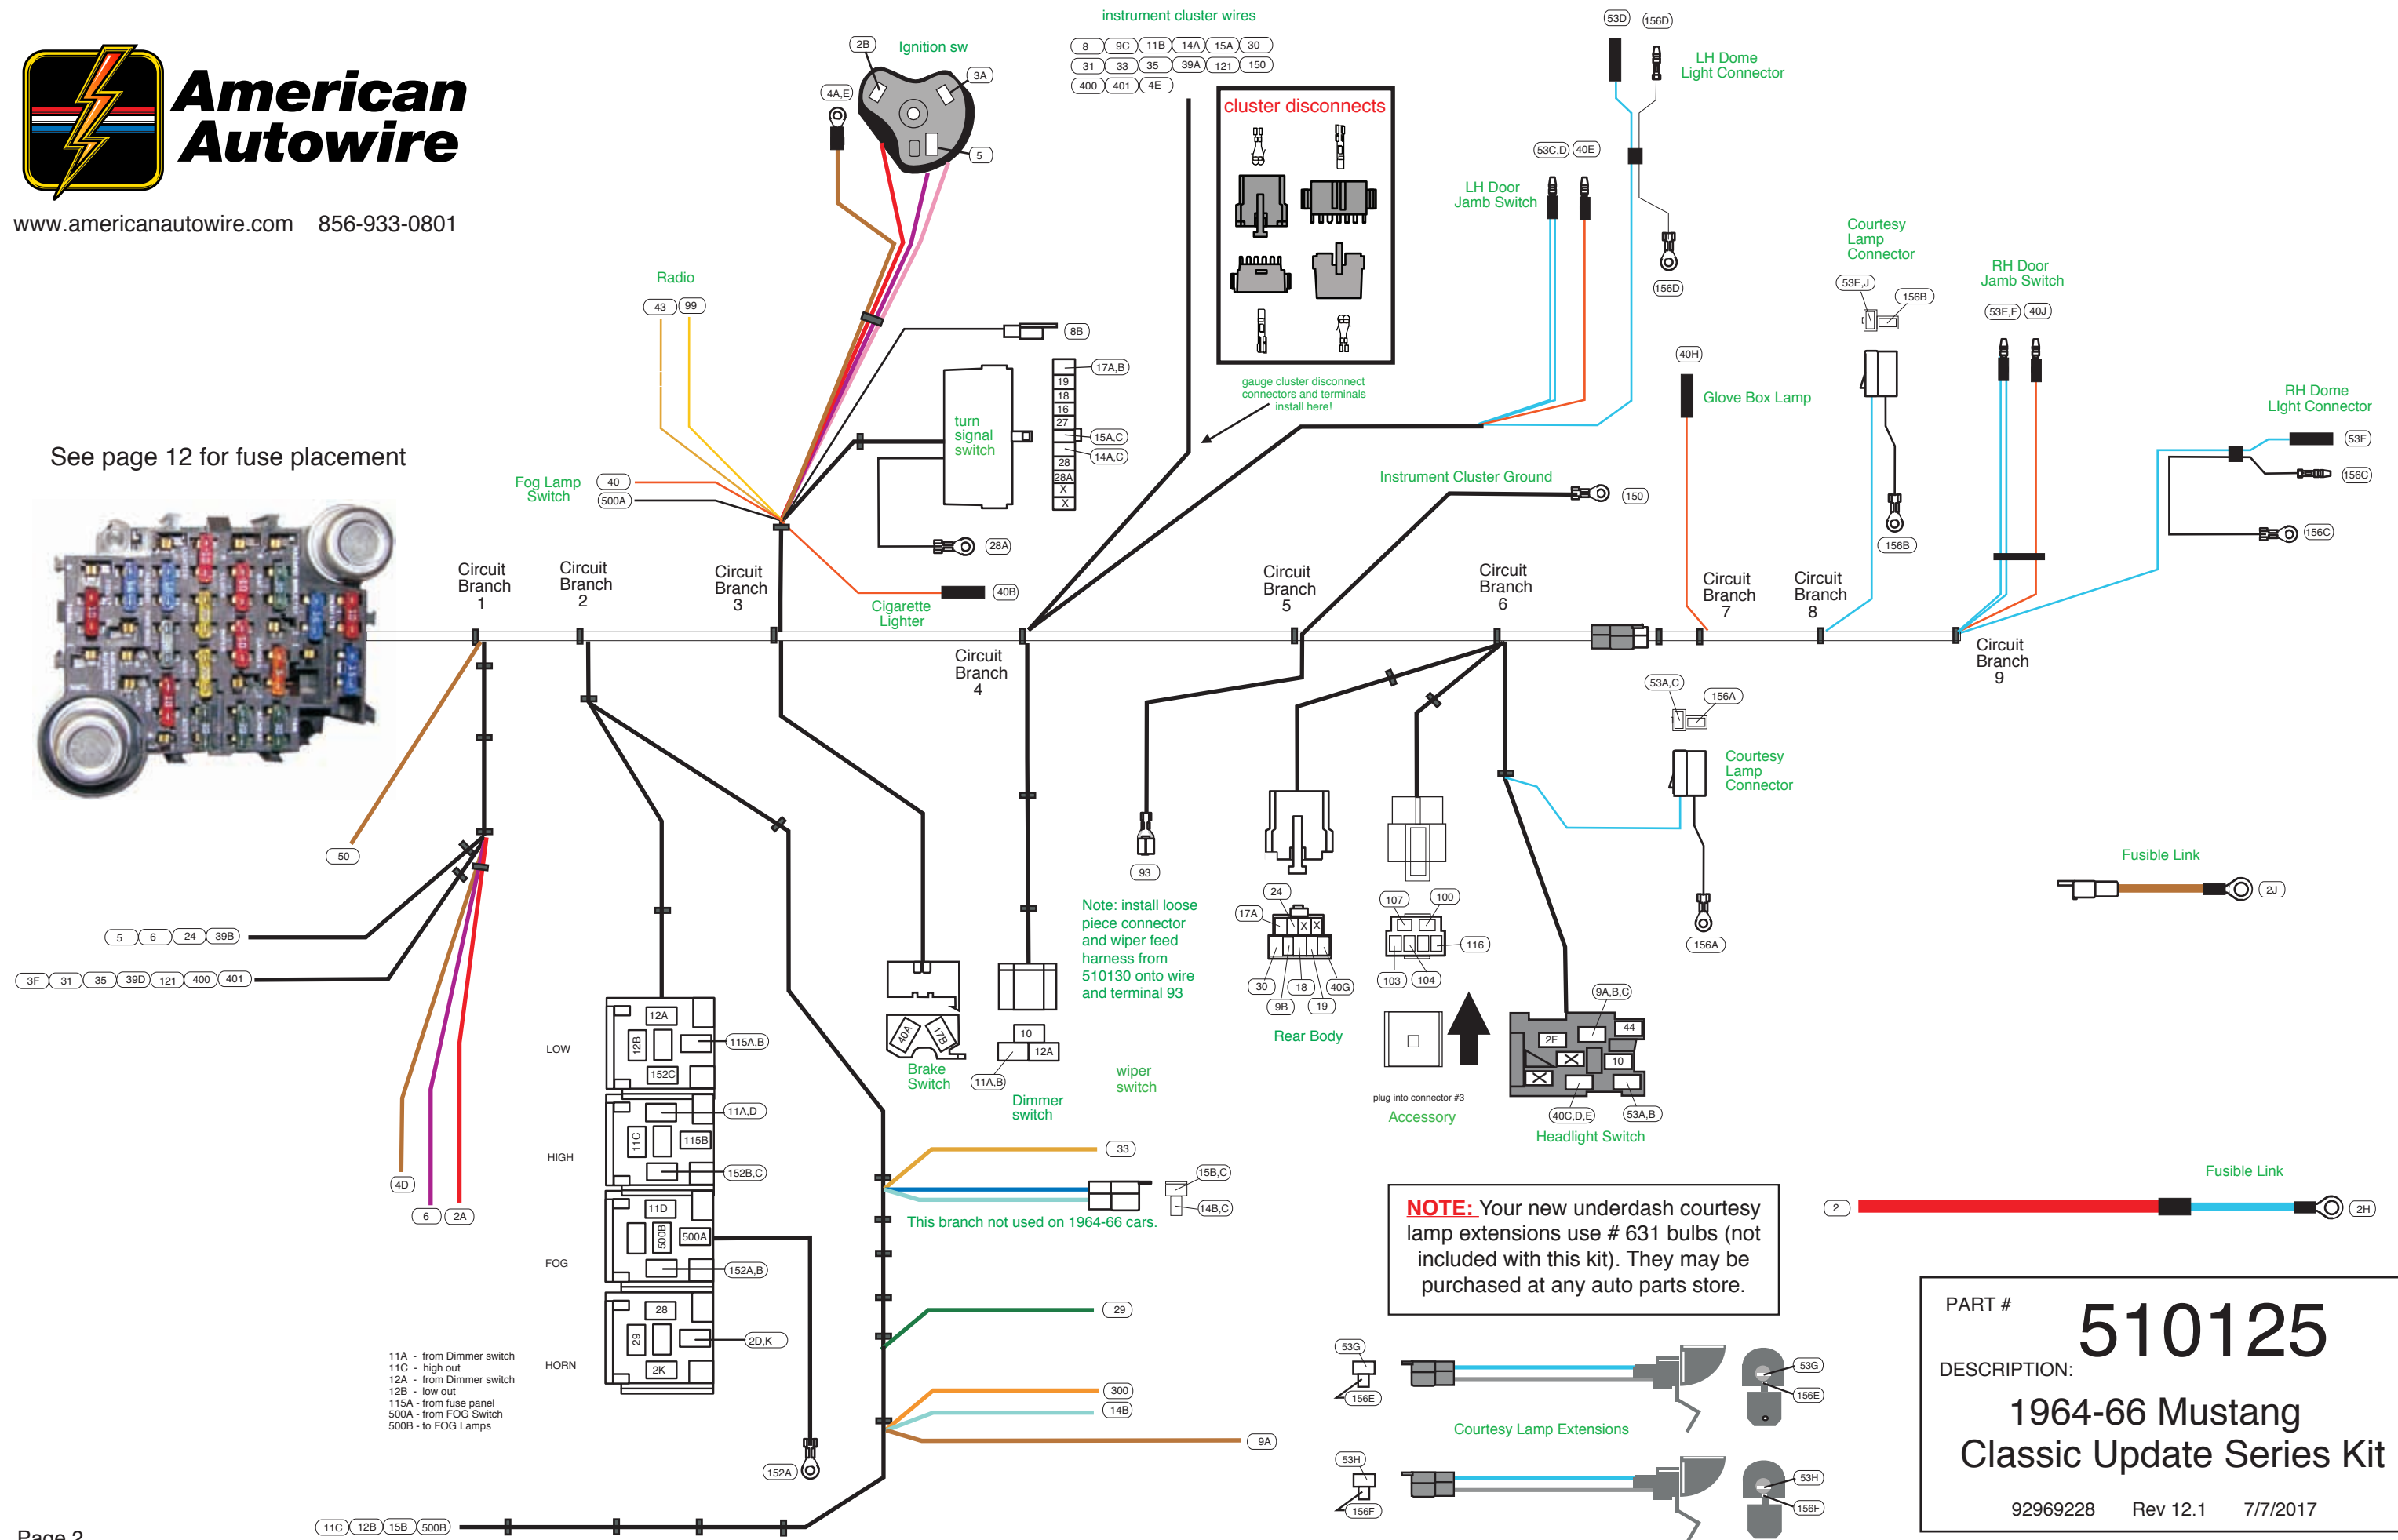 American
Autowire
www.americanautowire.com 856-933-0801
See page 12 for fuse placement
instrument cluster wires
8 9C 11B 14A 15A 30
31 33 35 39A 121 150
400 401 4E
Ignition sw
2B
3A
4A,E
5
cluster disconnects
gauge cluster disconnect
connectors and terminals
install here!
53D 156D
LH Dome
Light Connector
156D
53C,D 40E
LH Door
Jamb Switch
Courtesy
Lamp
Connector
53E,J
156B
156B
RH Door
Jamb Switch
53E,F 40J
RH Dome
LIght Connector
53F
156C
156C
40H
Glove Box Lamp
Radio
43 99
8B
turn
signal
switch
17A,B
19
18
16
27
15A,C
14A,C
28
28A
X
X
28A
Fog Lamp
Switch
40
500A
40B
Cigarette
Lighter
Instrument Cluster Ground
150
Circuit
Branch
1
Circuit
Branch
2
Circuit
Branch
3
Circuit
Branch
4
Circuit
Branch
5
Circuit
Branch
6
Circuit
Branch
7
Circuit
Branch
8
Circuit
Branch
9
50
5 6 24 39B
3F 31 35 39D 121 400 401
4D
6 2A
LOW
12A
12B
115A,B
152C
HIGH
11A,D
11C
115B
152B,C
FOG
11D
500B
500A
152A,B
HORN
28
29
2D,K
2K
152A
11A - from Dimmer switch
11C - high out
12A - from Dimmer switch
12B - low out
115A - from fuse panel
500A - from FOG Switch
500B - to FOG Lamps
11C 12B 15B 500B
40A
17B
Brake
Switch
10
12A
11A,B
Dimmer
switch
93
Note: install loose
piece connector
and wiper feed
harness from
510130 onto wire
and terminal 93
wiper
switch
24
17A
X X
30
9B
18
19
40G
Rear Body
107 100
116
103 104
plug into connector #3
Accessory
53A,C
156A
Courtesy
Lamp
Connector
156A
9A,B,C
44
2F
X
10
X
40C,D,E
53A,B
Headlight Switch
33
15B,C
14B,C
This branch not used on 1964-66 cars.
29
300
14B
9A
Fusible Link
2J
Fusible Link
2
2H
NOTE: Your new underdash courtesy
lamp extensions use # 631 bulbs (not
included with this kit). They may be
purchased at any auto parts store.
53G
156E
53G
156E
Courtesy Lamp Extensions
53H
156F
53H
156F
PART # 510125
DESCRIPTION:
1964-66 Mustang
Classic Update Series Kit
92969228 Rev 12.1 7/7/2017
Page 2